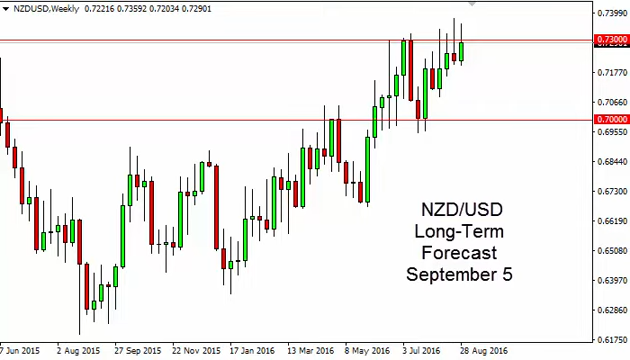 NZDUSD,Weekly 0.72216 0.73592 0.72034 0.72901
0.73990
0.73000
0.71770
0.70660
0.70000
0.69550
0.68440
0.67300
0.66190
0.65080
0.63970
0.62860
0.61750
NZD/USD
Long-Term
Forecast
September 5
7 Jun 2015 2 Aug 2015 27 Sep 2015 22 Nov 2015 17 Jan 2016 13 Mar 2016 8 May 2016 3 Jul 2016 28 Aug 2016